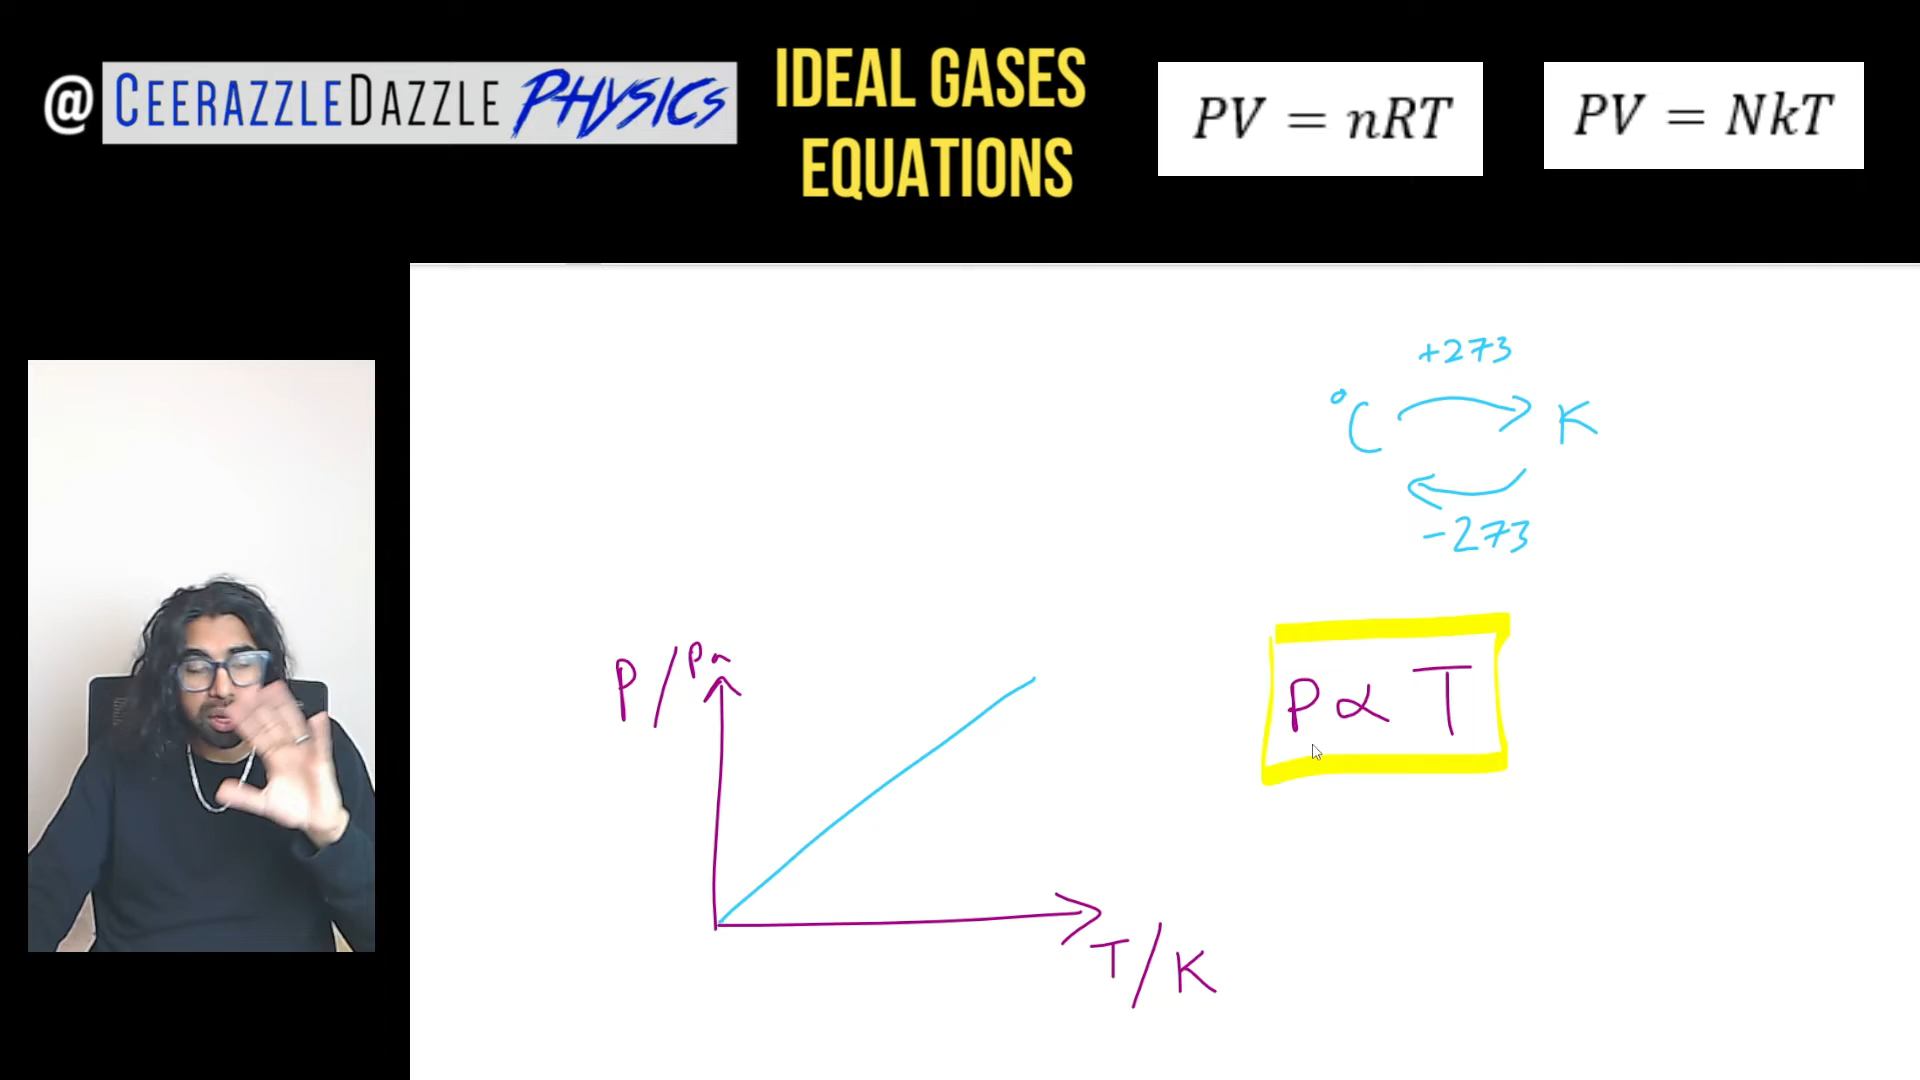 @ CEERAZZLEDAZZLE PHYSICS
IDEAL GASES
EQUATIONS
PV = nRT
PV = NkT
+273
°C
K
-273
P/Pa
P ∝ T
T/K